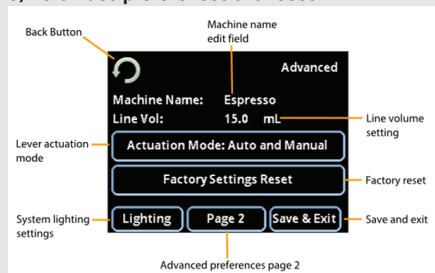 Machine name
edit field
Back Button
Advanced
Machine Name: Espresso
Line Vol: 15.0 mL
Line volume
setting
Lever actuation
mode
Actuation Mode: Auto and Manual
Factory Settings Reset
Factory reset
System lighting
settings
Lighting
Page 2
Save & Exit
Save and exit
Advanced preferences page 2